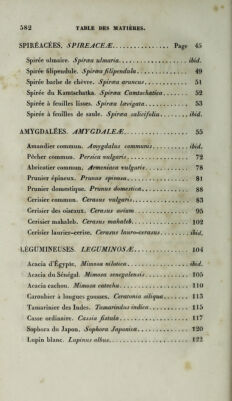 582 TABLE DES MATIÈRES.
SPIRÉACÉES. SPIREACEÆ................ Page 45
Spirée ulmaire. Spiræa ulmaria................ ibid.
Spirée filipendule. Spiræa filipendula................ 49
Spirée barbe de chèvre. Spiræa aruncus................ 51
Spirée du Kamtschatka. Spiræa Camtschatica................ 52
Spirée à feuilles lisses. Spiræa lævigata................ 53
Spirée à feuilles de saule. Spiræa salicifolia................ ibid.
AMYGDALÉES. AMYGDALEÆ................ 55
Amandier commun. Amygdalus communis................ ibid.
Pêcher commun. Persica vulgaris................ 72
Abricotier commun. Armeniaca vulgaris................ 78
Prunier épineux. Prunus spinosa................ 81
Prunier domestique. Prunus domestica................ 88
Cerisier commun. Cerasus vulgaris................ 83
Cerisier des oiseaux. Cerasus avium................ 95
Cerisier mahaleb. Cerasus mahaleb................ 102
Cerisier laurier-cerise. Cerasus lauro-cerasus................ ibid.
LÉGUMINEUSES. LEGUMINOSÆ................ 104
Acacia d'Égypte. Mimosa nilotica................ ibid.
Acacia du Sénégal. Mimosa senegalensis................ 105
Acacia cachou. Mimosa catechu................ 110
Caroubier à longues gousses. Ceratonia siliqua................ 113
Tamarinier des Indes. Tamarindus indica................ 115
Casse ordinaire. Cassia fistula................ 117
Sophora du Japon. Sophora Japonica................ 120
Lupin blanc. Lupinus albus................ 122